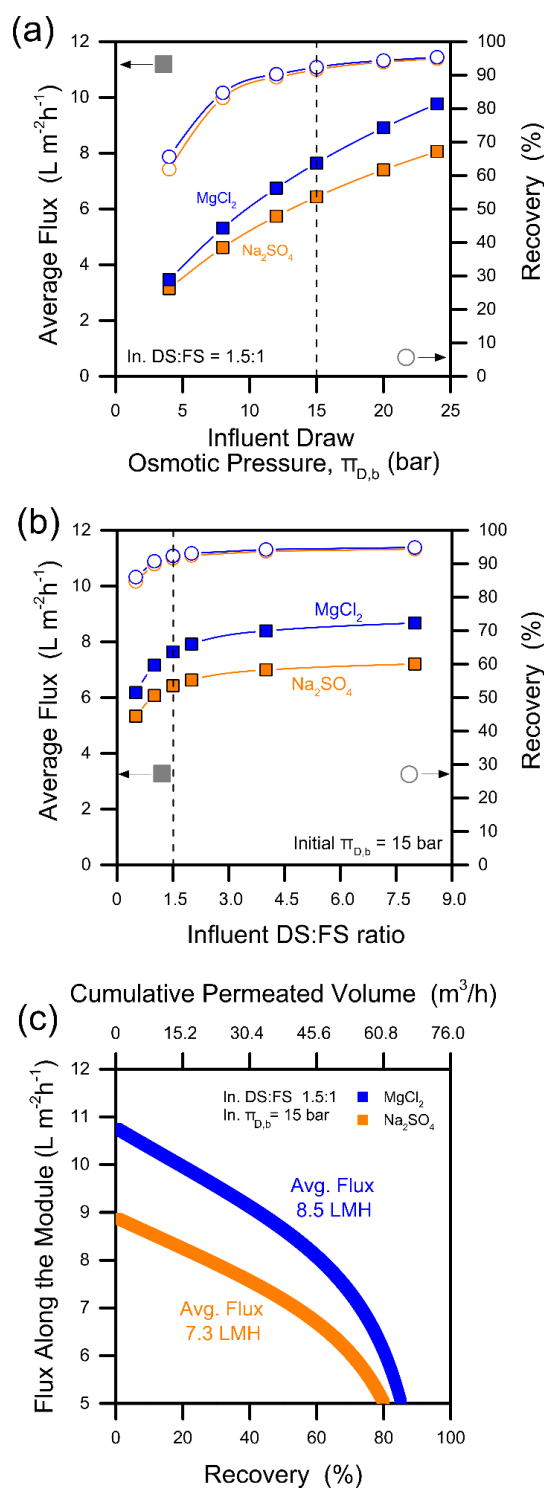 (a)
12
10
8
6
4
2
0
Average Flux (L m⁻²h⁻¹)
100
90
80
70
60
50
40
30
20
10
0
Recovery (%)
MgCl₂
Na₂SO₄
In. DS:FS = 1.5:1
0 5 10 15 20 25
Influent Draw
Osmotic Pressure, π_D,b (bar)
(b)
12
10
8
6
4
2
0
Average Flux (L m⁻²h⁻¹)
100
90
80
70
60
50
40
30
20
10
0
Recovery (%)
MgCl₂
Na₂SO₄
Initial π_D,b = 15 bar
0.0 1.5 3.0 4.5 6.0 7.5 9.0
Influent DS:FS ratio
Cumulative Permeated Volume (m³/h)
(c)
0 15.2 30.4 45.6 60.8 76.0
12
11
10
9
8
7
6
5
Flux Along the Module (L m⁻²h⁻¹)
In. DS:FS 1.5:1
In. π_D,b = 15 bar
MgCl₂
Na₂SO₄
Avg. Flux
8.5 LMH
Avg. Flux
7.3 LMH
0 20 40 60 80 100
Recovery (%)